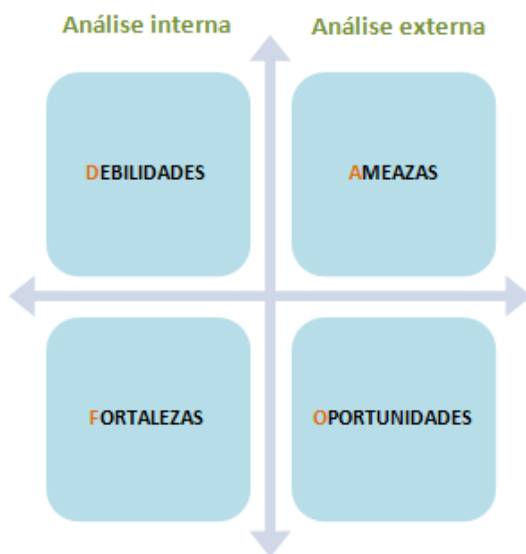 Análise interna
Análise externa
DEBILIDADES
AMEAZAS
FORTALEZAS
OPORTUNIDADES